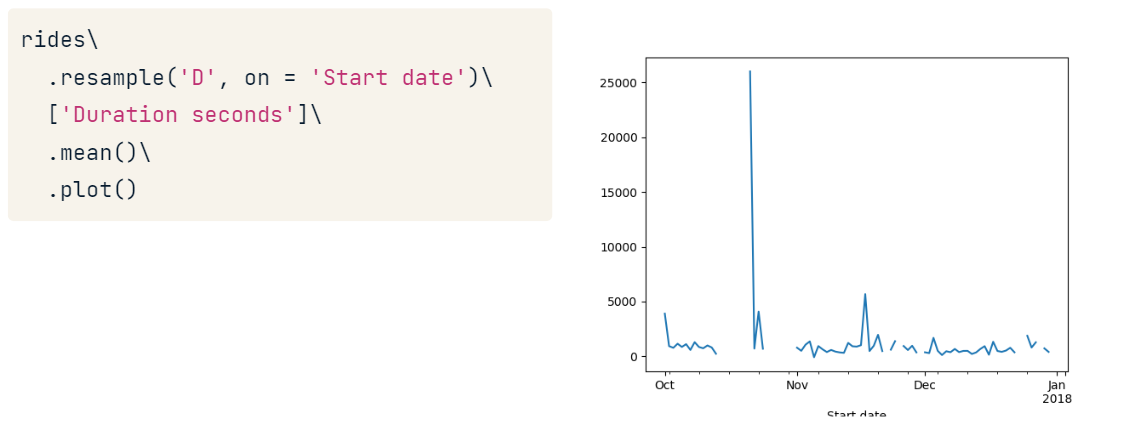 rides\
.resample('D', on = 'Start date')\
['Duration seconds']\
.mean()\
.plot()
25000
20000
15000
10000
5000
0
Oct
Nov
Dec
Jan
2018
Start date